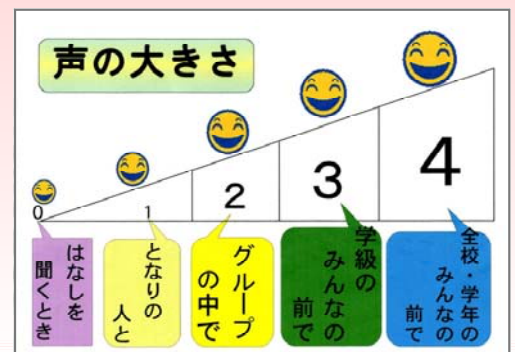 声の大きさ
0
1
2
3
4
はなしを
聞くとき
となりの
人と
グループ
の中で
学級の
みんなの
前で
全校・学年の
みんなの
前で